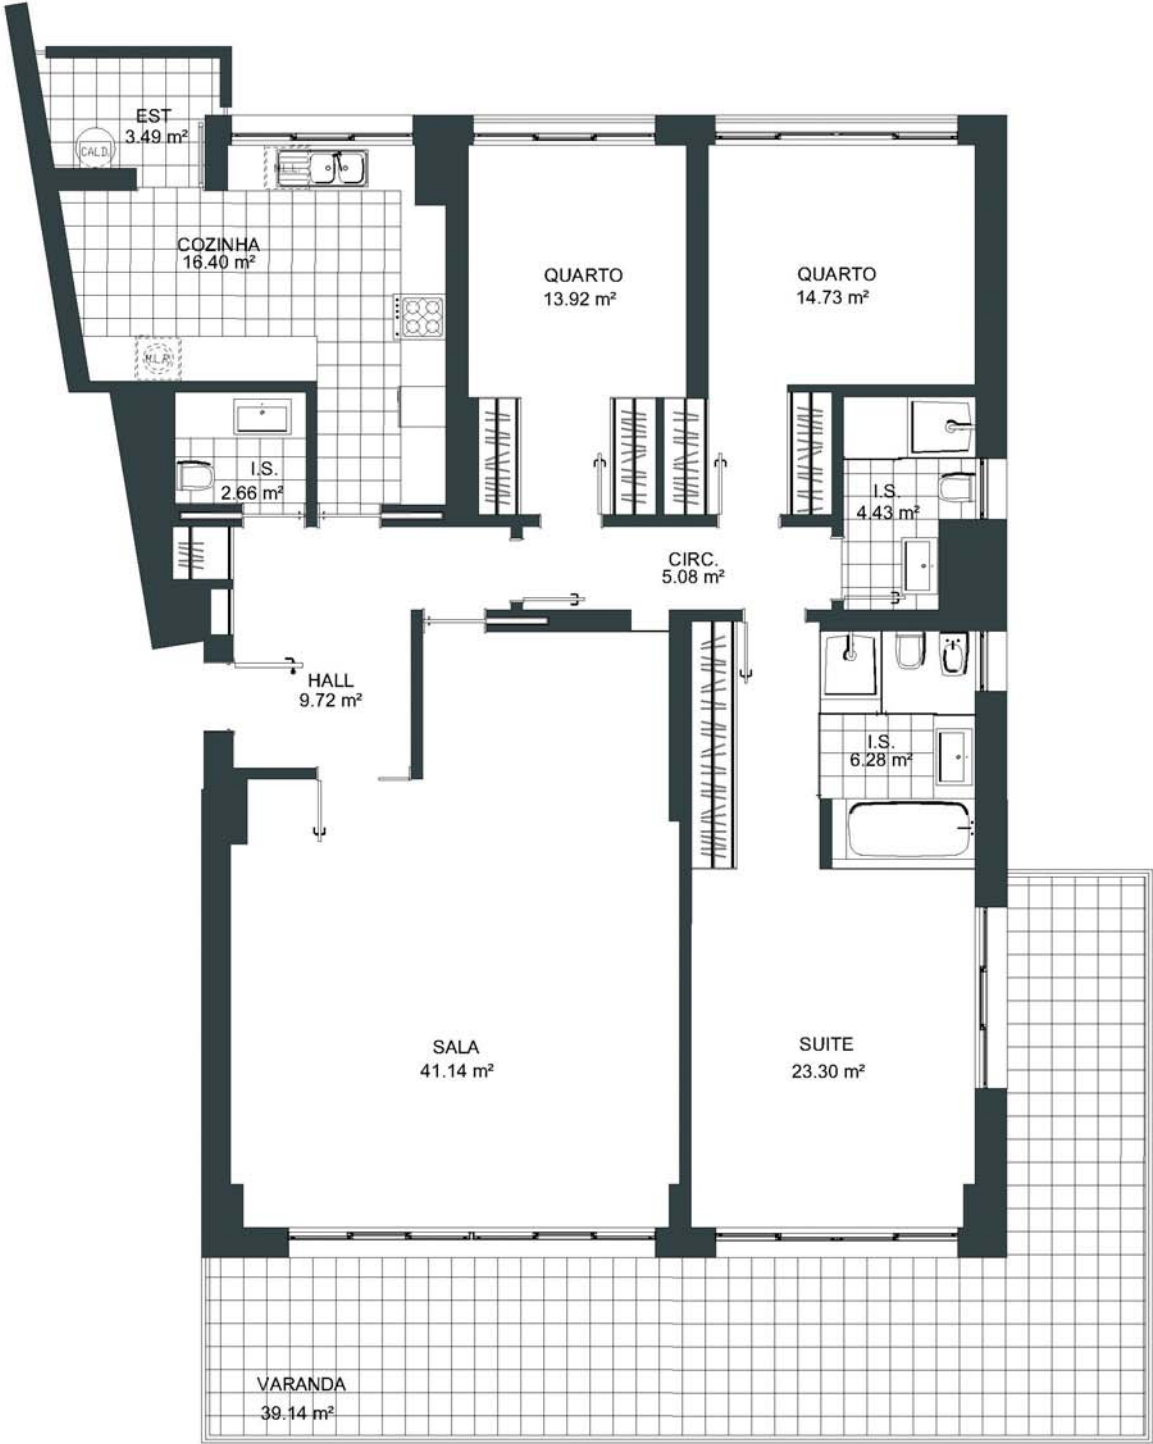 EST
3.49 m²
CALD.
M.L.L.
COZINHA
16.40 m²
QUARTO
13.92 m²
QUARTO
14.73 m²
M.L.R.
I.S.
2.66 m²
I.S.
4.43 m²
CIRC.
5.08 m²
HALL
9.72 m²
I.S.
6.28 m²
SALA
41.14 m²
SUITE
23.30 m²
VARANDA
39.14 m²